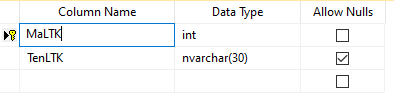 Column Name Data Type Allow Nulls
MaLTK int
TenLTK nvarchar(30)